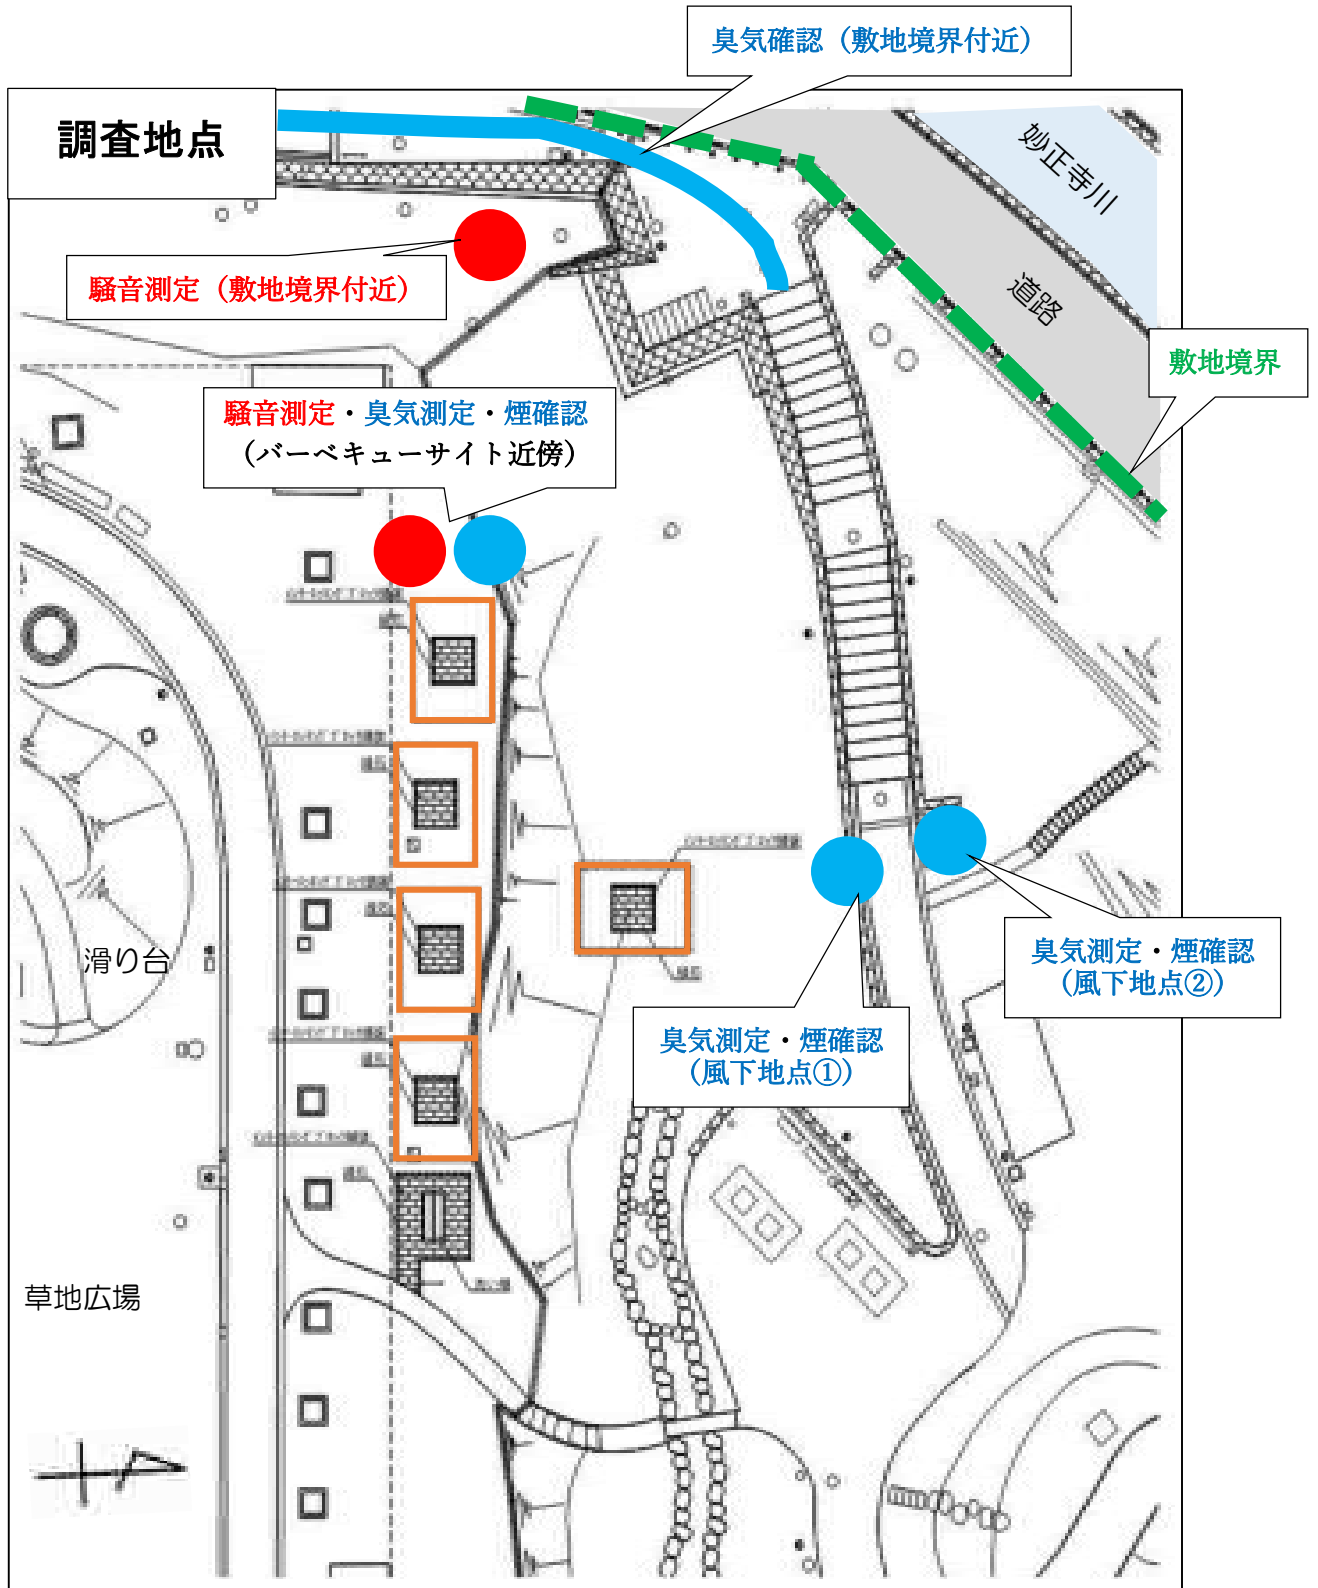 臭気確認（敷地境界付近）
調査地点
妙正寺川
騒音測定（敷地境界付近）
道路
敷地境界
騒音測定・臭気測定・煙確認
（バーベキューサイト近傍）
滑り台
臭気測定・煙確認
（風下地点②）
臭気測定・煙確認
（風下地点①）
草地広場